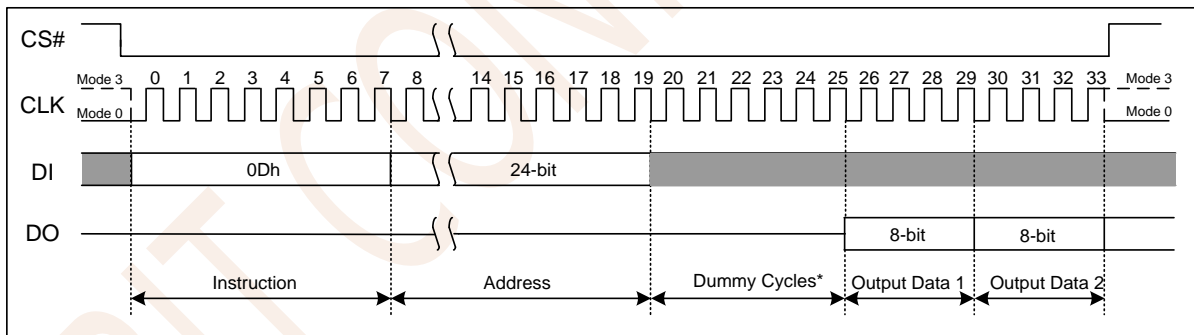 CS#
Mode 3 0 1 2 3 4 5 6 7 8 14 15 16 17 18 19 20 21 22 23 24 25 26 27 28 29 30 31 32 33 Mode 3
CLK
Mode 0 Mode 0
DI 0Dh 24-bit
DO 8-bit 8-bit
Instruction Address Dummy Cycles* Output Data 1 Output Data 2